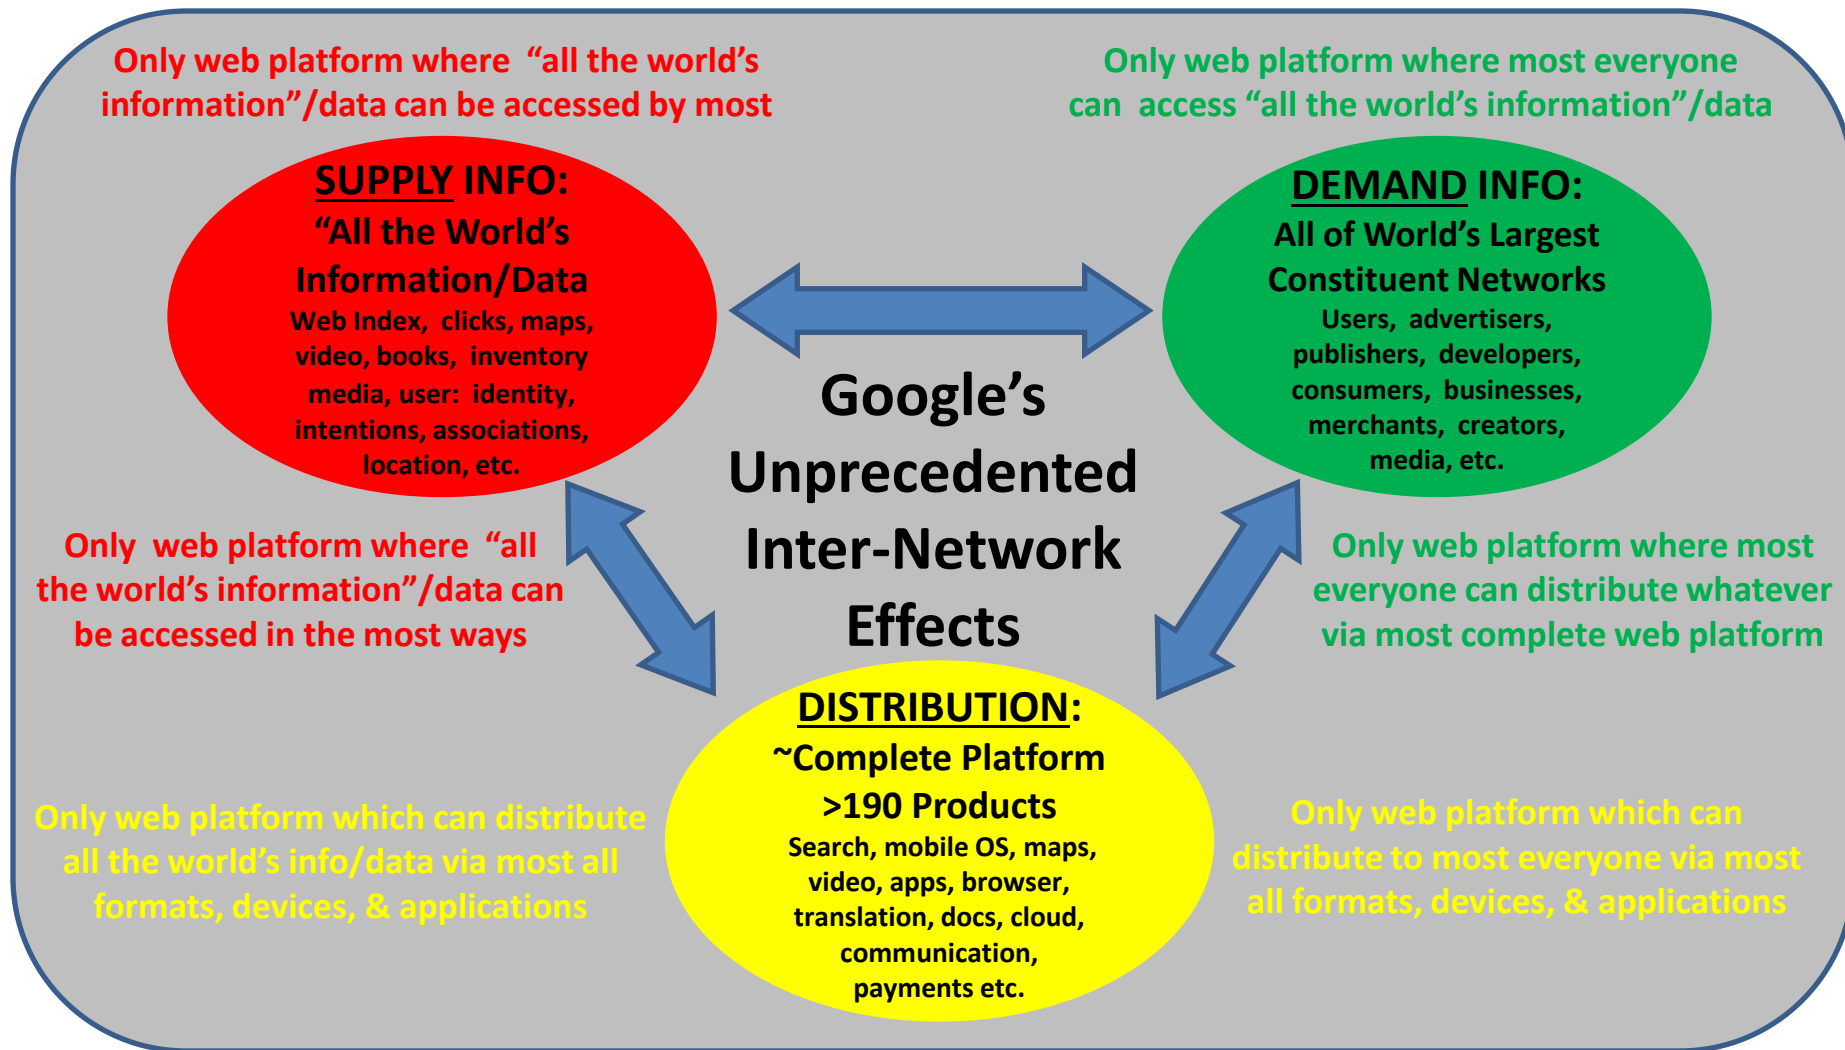 Only web platform where “all the world’s
information”/data can be accessed by most
Only web platform where most everyone
can access “all the world’s information”/data
SUPPLY INFO:
“All the World’s
Information/Data
Web Index, clicks, maps,
video, books, inventory
media, user: identity,
intentions, associations,
location, etc.
DEMAND INFO:
All of World’s Largest
Constituent Networks
Users, advertisers,
publishers, developers,
consumers, businesses,
merchants, creators,
media, etc.
Google’s
Unprecedented
Inter-Network
Effects
Only web platform where “all
the world’s information”/data can
be accessed in the most ways
Only web platform where most
everyone can distribute whatever
via most complete web platform
DISTRIBUTION:
~Complete Platform
>190 Products
Search, mobile OS, maps,
video, apps, browser,
translation, docs, cloud,
communication,
payments etc.
Only web platform which can distribute
all the world’s info/data via most all
formats, devices, & applications
Only web platform which can
distribute to most everyone via most
all formats, devices, & applications